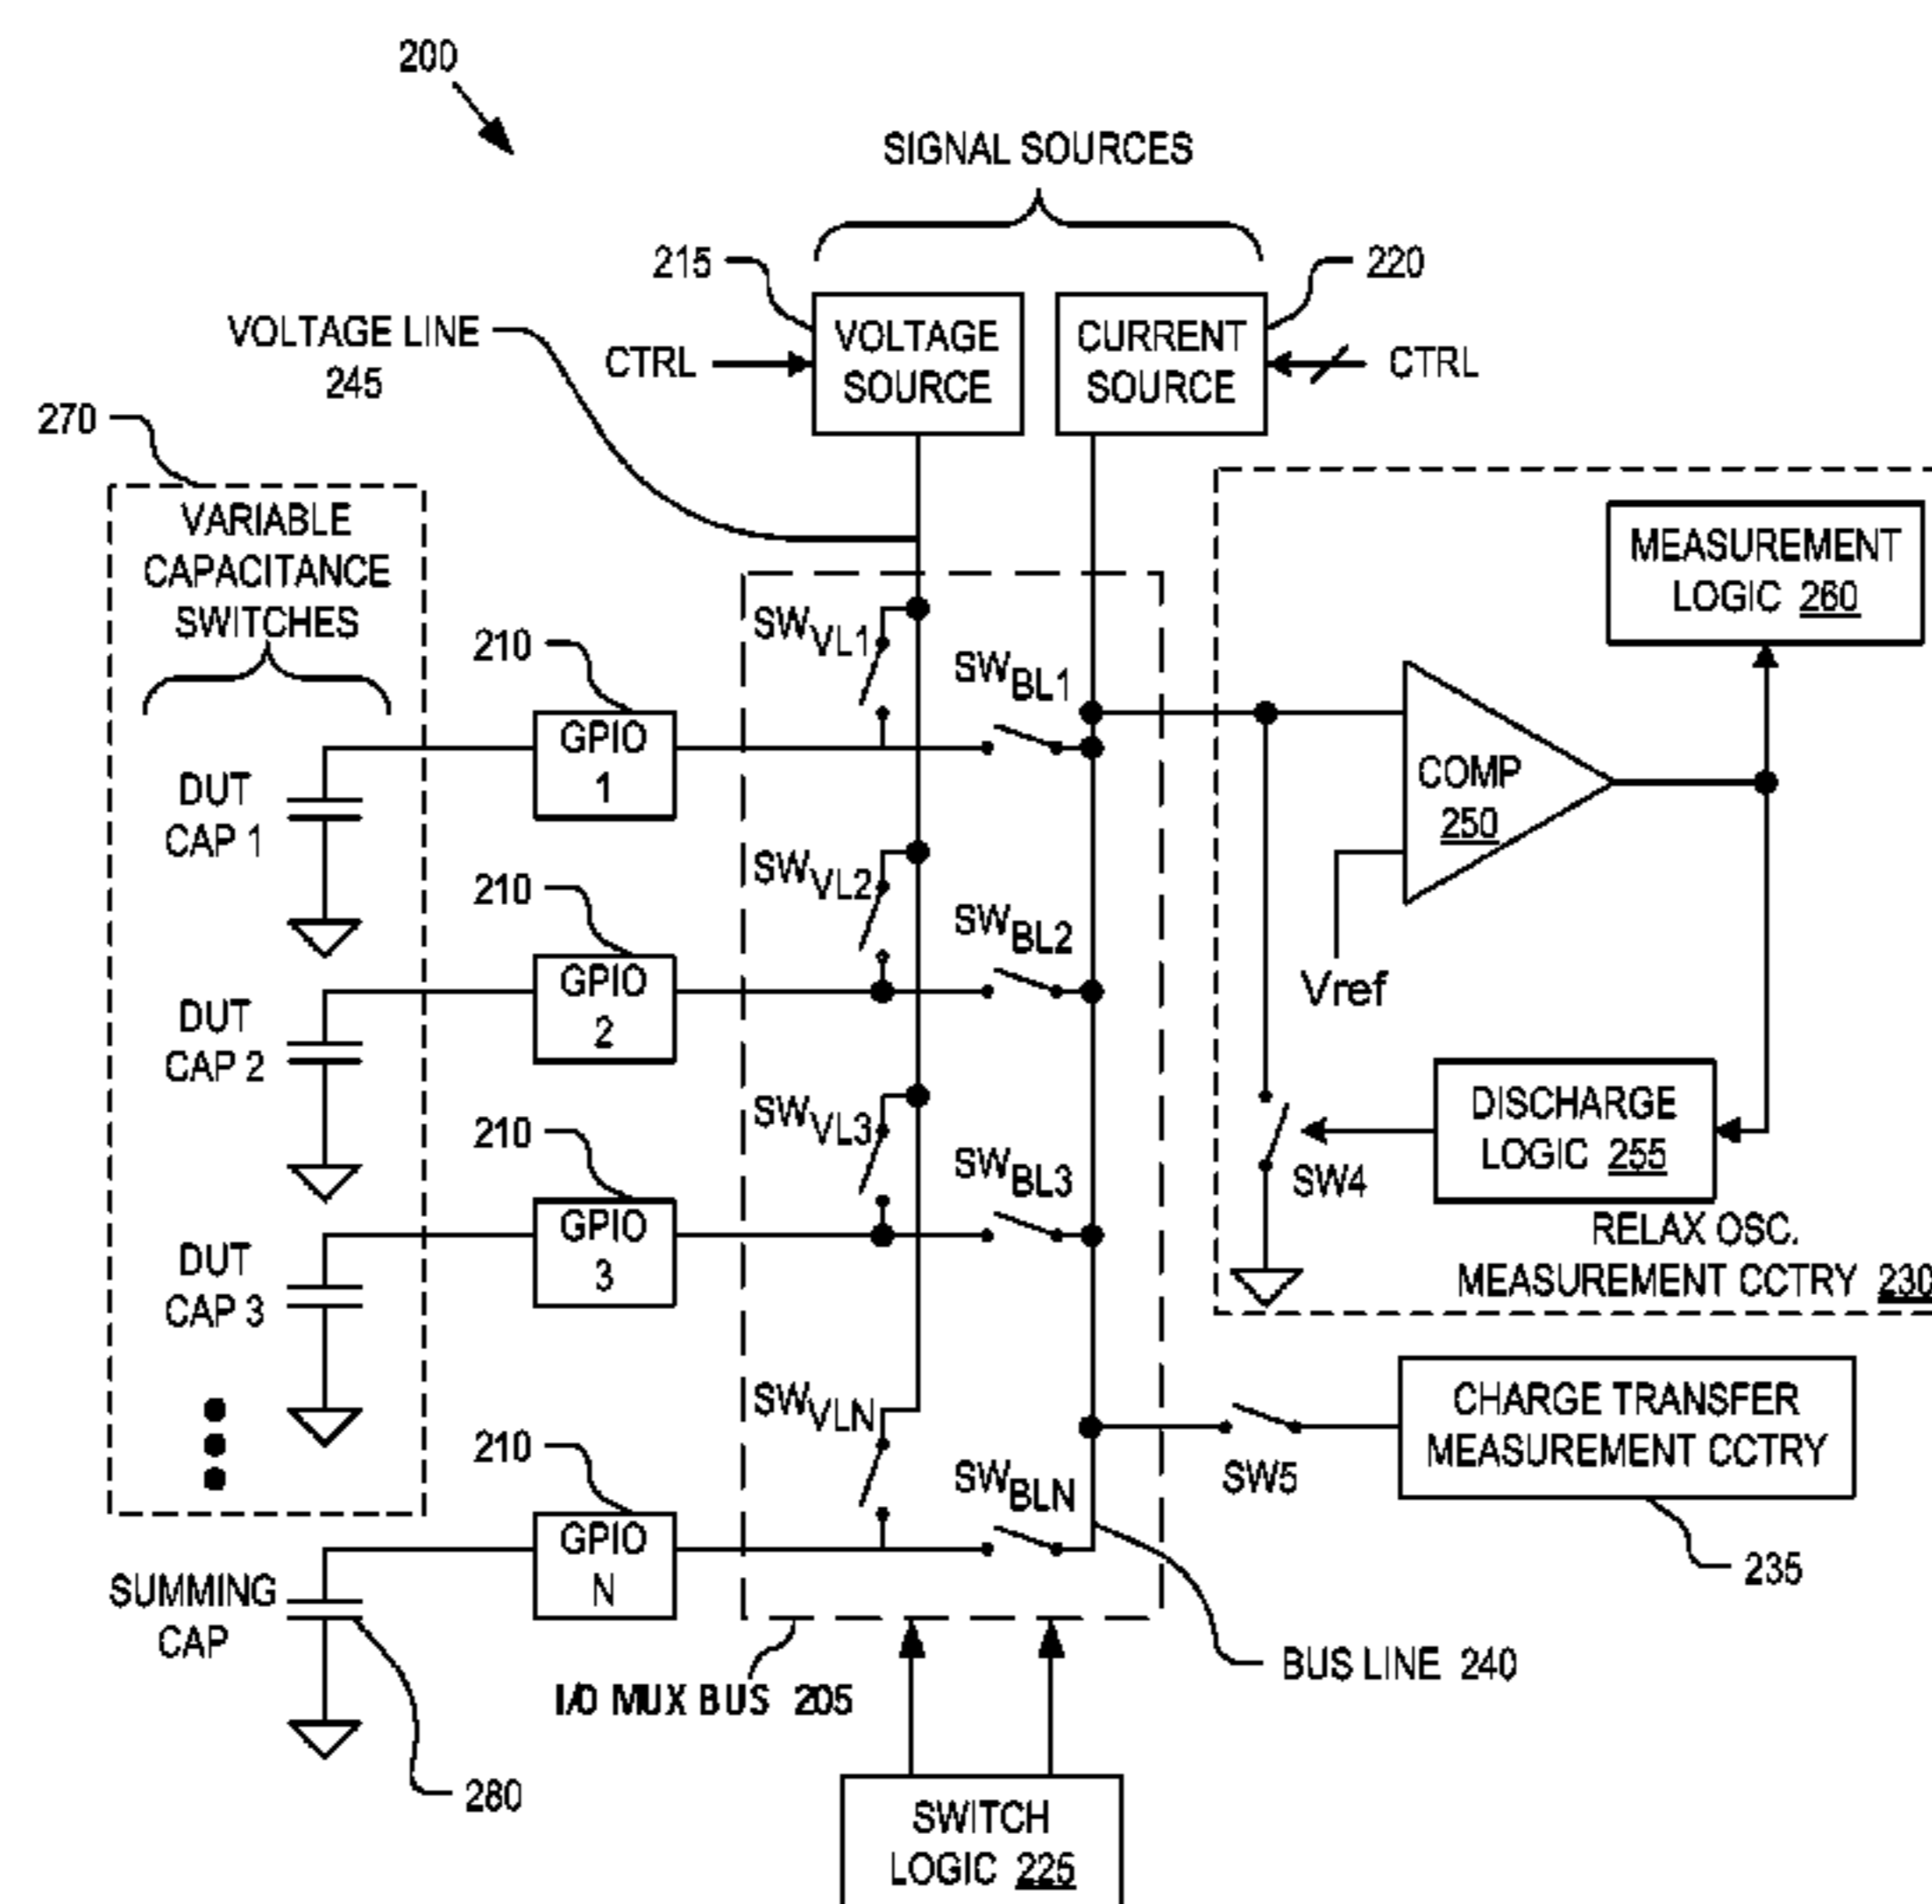 200
SIGNAL SOURCES
215
220
VOLTAGE LINE
245
CTRL
VOLTAGE
SOURCE
CURRENT
SOURCE
CTRL
270
VARIABLE
CAPACITANCE
SWITCHES
MEASUREMENT
LOGIC 260
210
SWVL1
SWBL1
GPIO
1
DUT
CAP 1
COMP
250
210
SWVL2
SWBL2
Vref
GPIO
2
DUT
CAP 2
210
SWVL3
SWBL3
DISCHARGE
LOGIC 255
SW4
GPIO
3
DUT
CAP 3
RELAX OSC.
MEASUREMENT CCTRY 230
SWVLN
CHARGE TRANSFER
MEASUREMENT CCTRY
210
SWBLN
SW5
GPIO
N
235
SUMMING
CAP
I/O MUX BUS 205
BUS LINE 240
280
SWITCH
LOGIC 225